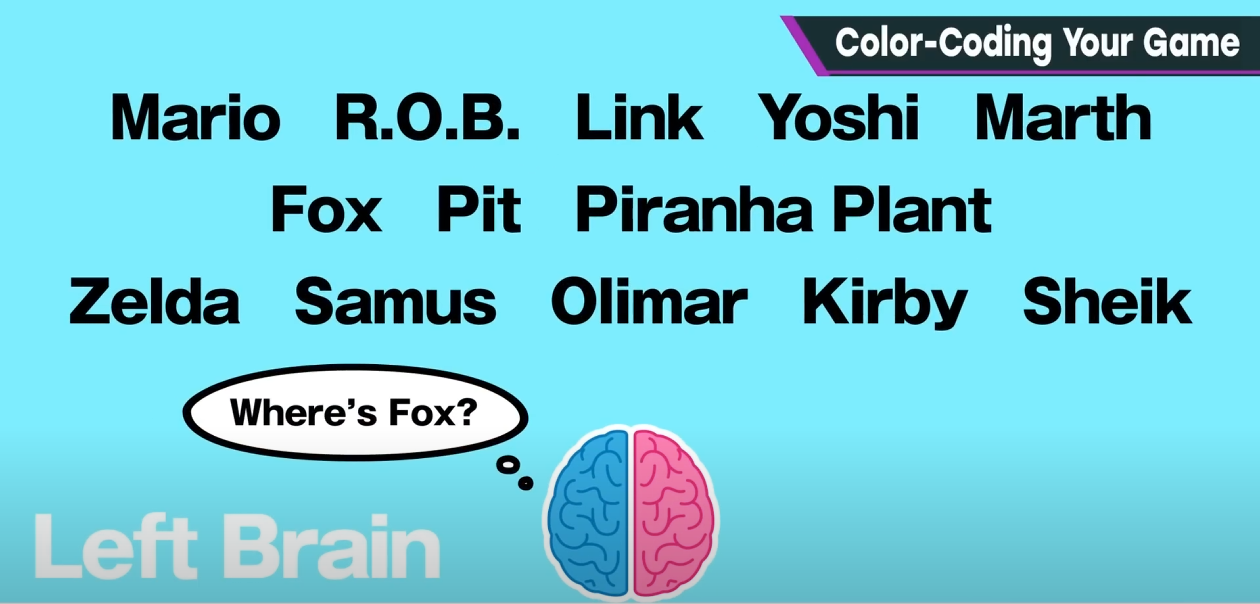 Color-Coding Your Game
Mario R.O.B. Link Yoshi Marth
Fox Pit Piranha Plant
Zelda Samus Olimar Kirby Sheik
Where's Fox?
Left Brain